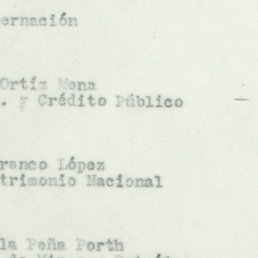 ernación
Ortíz Mena
. y Crédito Público
ranco López
trimonio Nacional
la Peña Porth